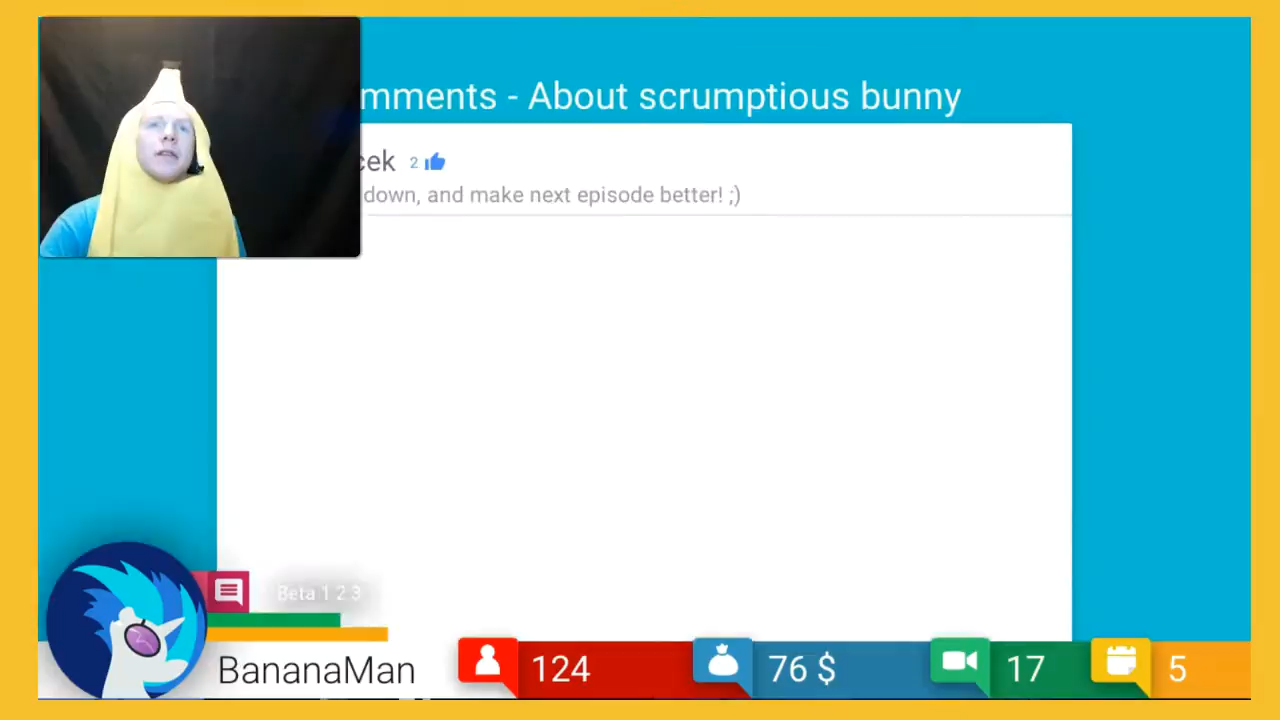 mments - About scrumptious bunny
cek 2
down, and make next episode better! ;)
Beta 1 2 3
BananaMan
124
76 $
17
5